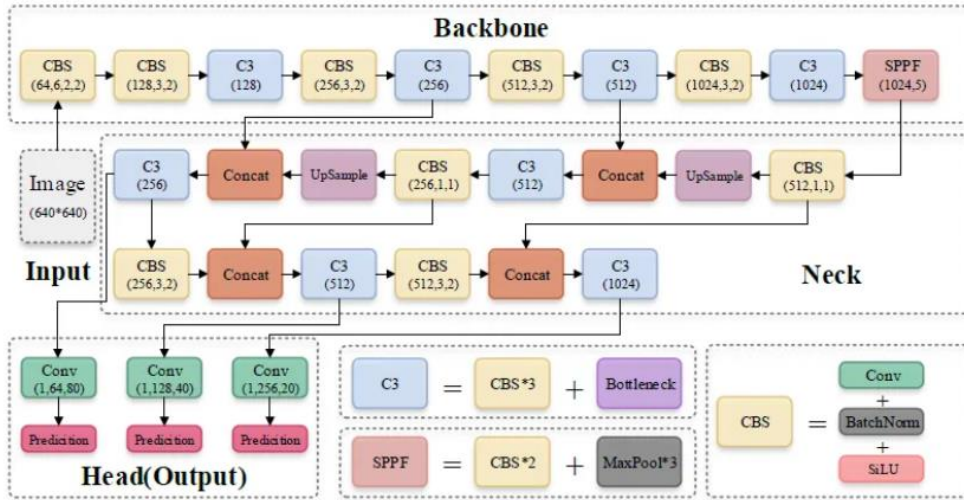 Backbone
CBS
(64,6,2,2)
CBS
(128,3,2)
C3
(128)
CBS
(256,3,2)
C3
(256)
CBS
(512,3,2)
C3
(512)
CBS
(1024,3,2)
C3
(1024)
SPPF
(1024,5)
Image
(640*640)
Input
C3
(256)
Concat
UpSample
CBS
(256,1,1)
C3
(512)
Concat
UpSample
CBS
(512,1,1)
CBS
(256,3,2)
Concat
C3
(512)
CBS
(512,3,2)
Concat
C3
(1024)
Neck
Conv
(1,64,80)
Conv
(1,128,40)
Conv
(1,256,20)
Predicition
Predicition
Predicition
Head(Output)
C3 = CBS*3 + Bottleneck
SPPF = CBS*2 + MaxPool*3
CBS =
Conv
+
BatchNorm
+
SiLU